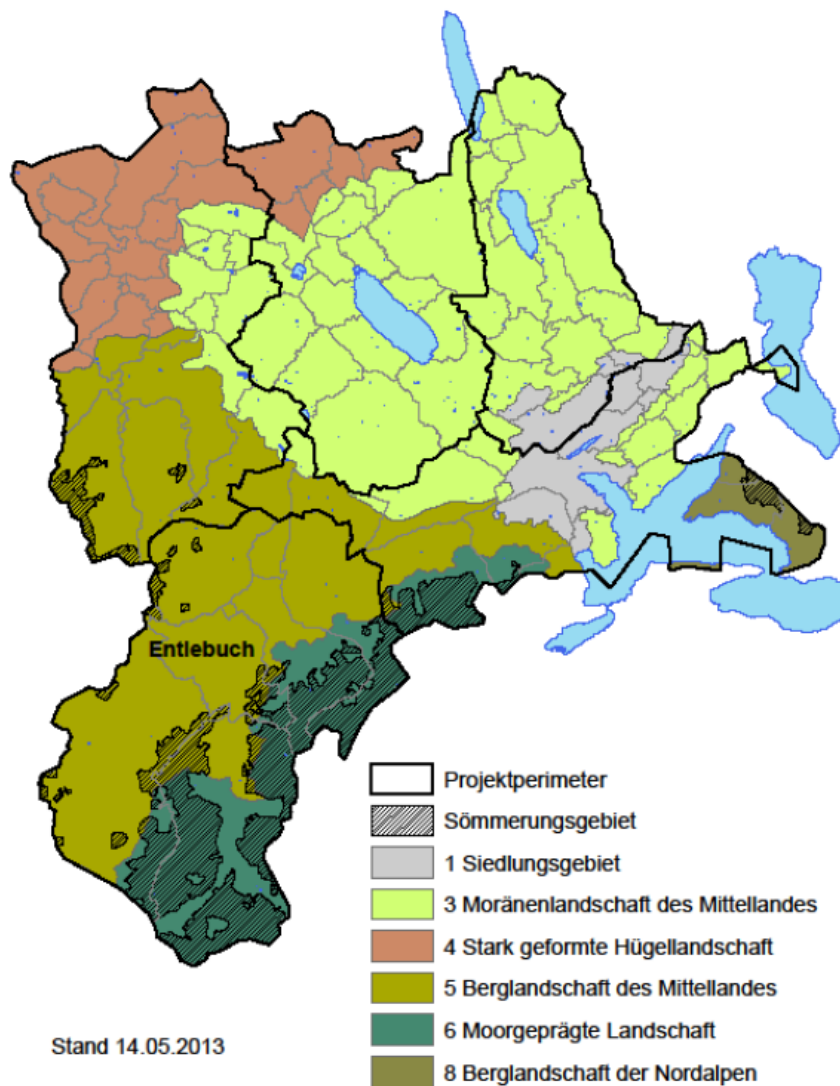 Entlebuch
Projektperimeter
Sömmerungsgebiet
1 Siedlungsgebiet
3 Moränenlandschaft des Mittellandes
4 Stark geformte Hügellandschaft
5 Berglandschaft des Mittellandes
6 Moorgeprägte Landschaft
8 Berglandschaft der Nordalpen
Stand 14.05.2013